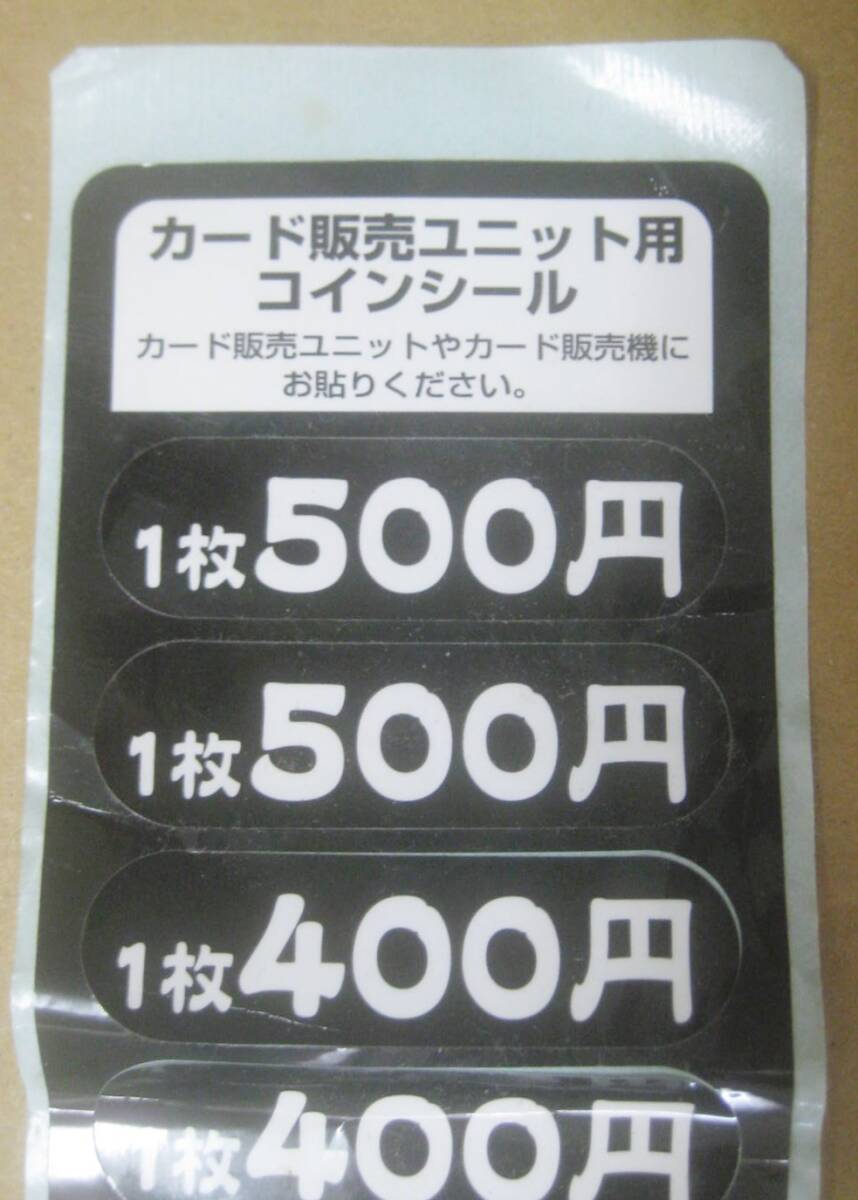 カード販売ユニット用
コインシール
カード販売ユニットやカード販売機に
お貼りください。
1枚500円
1枚500円
1枚400円
1枚400円